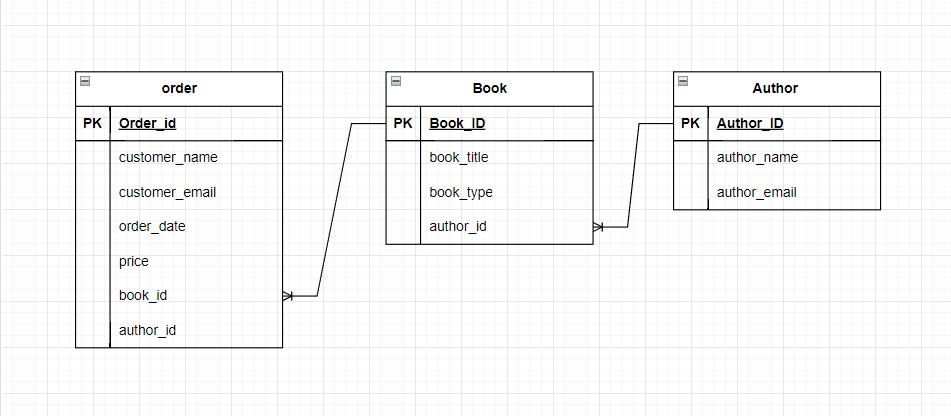 order
PK Order_id
customer_name
customer_email
order_date
price
book_id
author_id
Book
PK Book_ID
book_title
book_type
author_id
Author
PK Author_ID
author_name
author_email